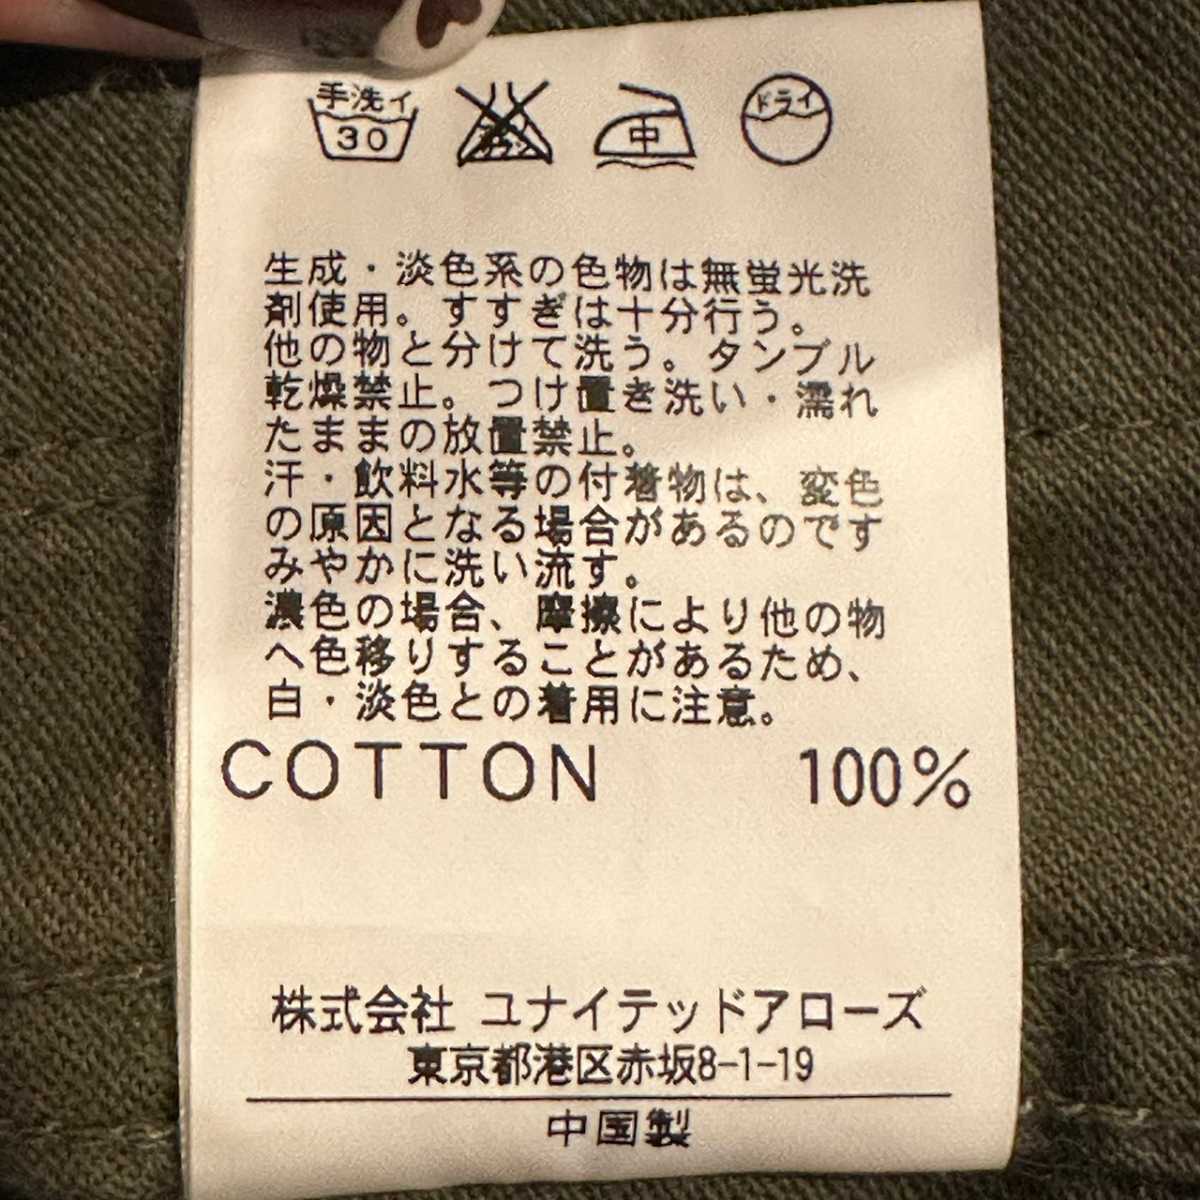 手洗イ
30
中
ドライ
生成・淡色系の色物は無蛍光洗
剤使用。すすぎは十分行う。
他の物と分けて洗う。タンブル
乾燥禁止。つけ置き洗い・濡れ
たままの放置禁止。
汗・飲料水等の付着物は、変色
の原因となる場合があるのです
みやかに洗い流す。
濃色の場合、摩擦により他の物
へ色移りすることがあるため、
白・淡色との着用に注意。
COTTON 100%
株式会社 ユナイテッドアローズ
東京都港区赤坂8-1-19
中国製